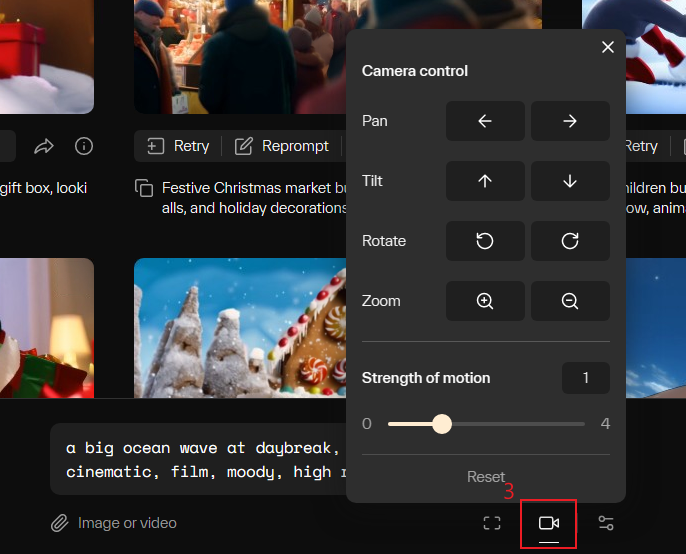 Camera control
Pan
Tilt
Rotate
Zoom
Strength of motion 1
0 4
Reset
3
Retry Reprompt
Retry
gift box, looki
Festive Christmas market bu
alls, and holiday decorations
hildren bu
ow, anim
a big ocean wave at daybreak,
cinematic, film, moody, high r
Image or video